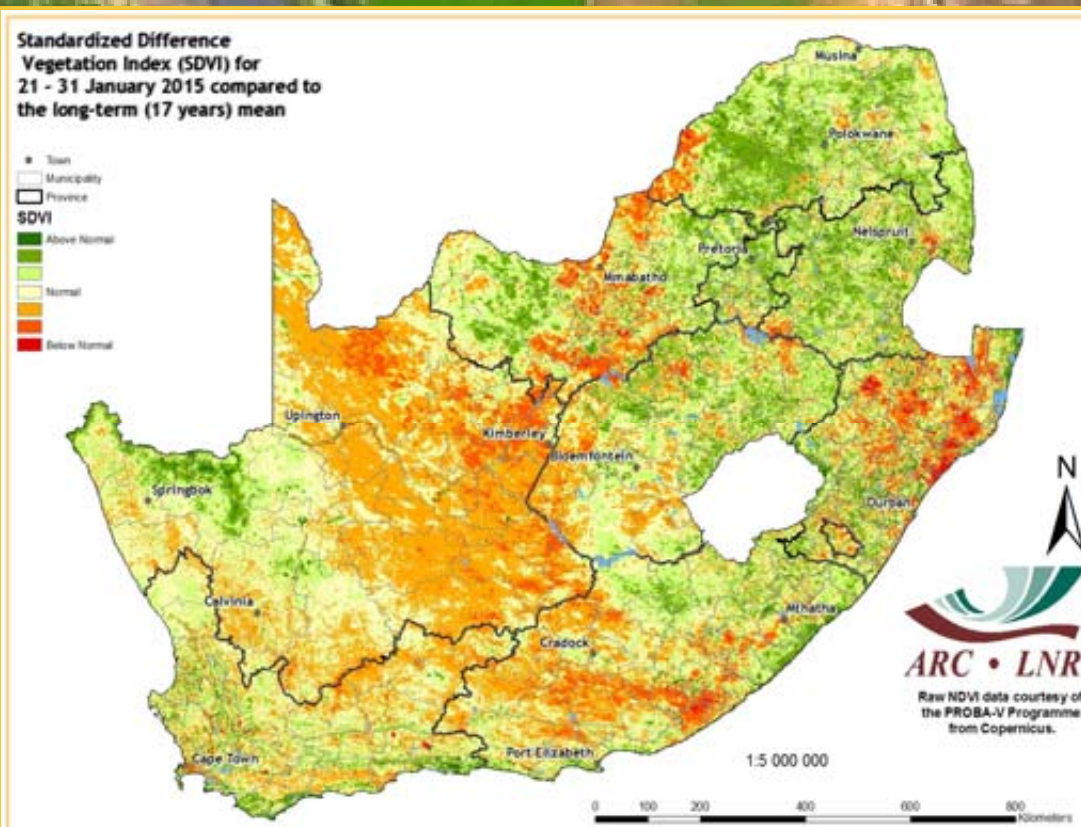 Standardized Difference
Vegetation Index (SDVI) for
21 - 31 January 2015 compared to
the long-term (17 years) mean
Town
Municipality
Province
SDVI
Above Normal
Normal
Below Normal
Musina
Polokwane
Nelspruit
Pretoria
Mmabatho
Upington
Kimberley
Bloemfontein
Springbok
Durban
Calvinia
Mthatha
Cradock
Cape Town
Port Elizabeth
N
ARC • LNR
Raw NDVI data courtesy of
the PROBA-V Programme
from Copernicus.
1:5 000 000
0 100 200 400 600 800
Kilometers